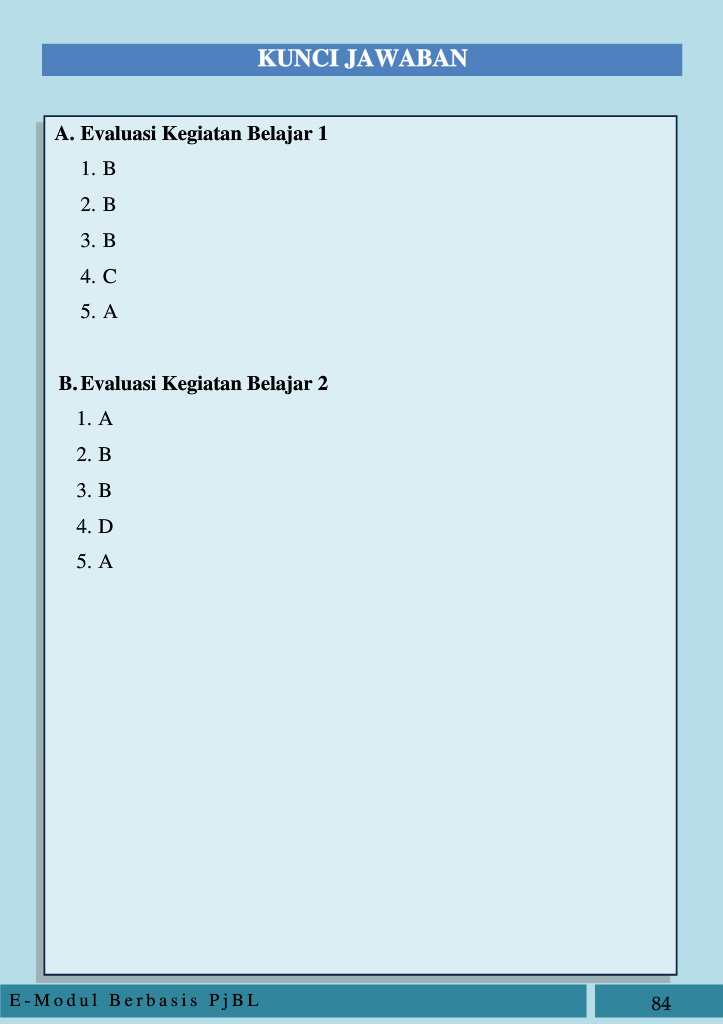 KUNCI JAWABAN
A. Evaluasi Kegiatan Belajar 1
1. B
2. B
3. B
4. C
5. A
B. Evaluasi Kegiatan Belajar 2
1. A
2. B
3. B
4. D
5. A
E-Modul Berbasis PjBL
84